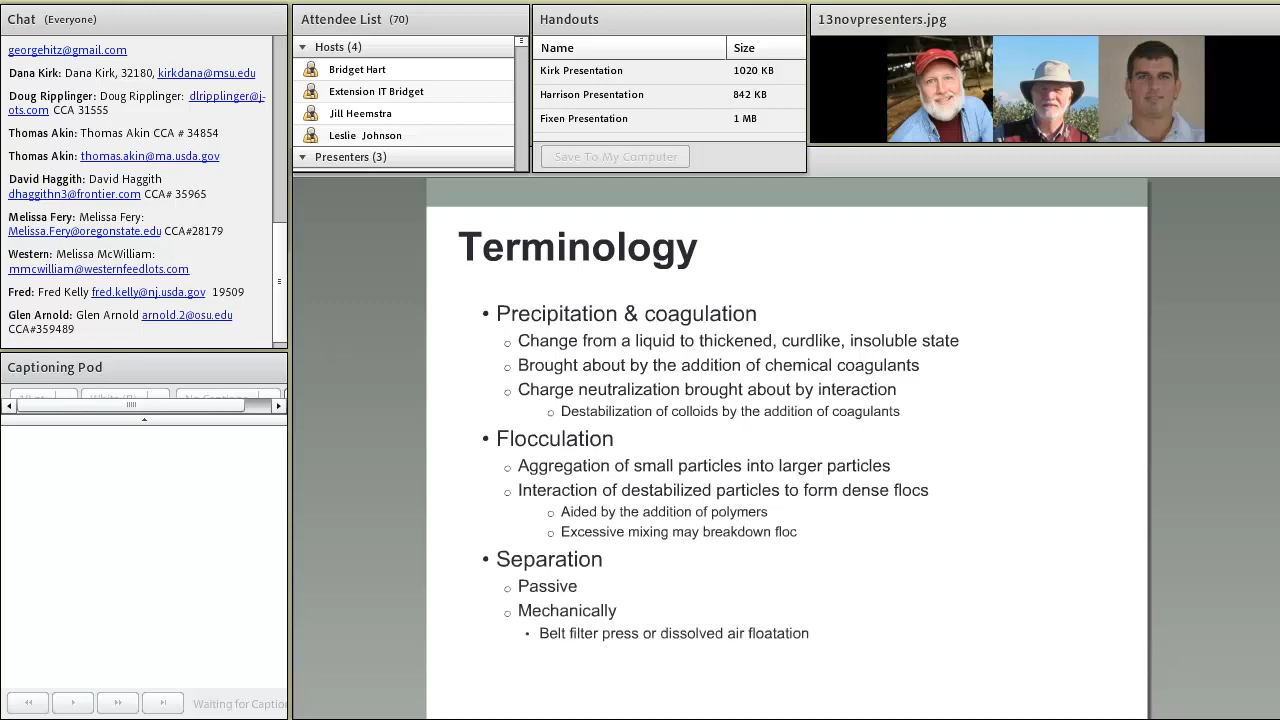 Chat (Everyone)
georgehitz@gmail.com
Dana Kirk: Dana Kirk, 32180, kirkdana@msu.edu
Doug Ripplinger: Doug Ripplinger: dlripplinger@j-
ots.com CCA 31555
Thomas Akin: Thomas Akin CCA # 34854
Thomas Akin: thomas.akin@ma.usda.gov
David Haggith: David Haggith
dhaggithn3@frontier.com CCA# 35965
Melissa Fery: Melissa Fery:
Melissa.Fery@oregonstate.edu CCA#28179
Western: Melissa McWilliam:
mmcwilliam@westernfeedlots.com
Fred: Fred Kelly fred.kelly@nj.usda.gov 19509
Glen Arnold: Glen Arnold arnold.2@osu.edu
CCA#359489
Captioning Pod
Waiting for Captio
Attendee List (70)
Hosts (4)
Bridget Hart
Extension IT Bridget
Jill Heemstra
Leslie Johnson
Presenters (3)
Handouts
Name Size
Kirk Presentation 1020 KB
Harrison Presentation 842 KB
Fixen Presentation 1 MB
Save To My Computer
13novpresenters.jpg
Terminology
• Precipitation & coagulation
o Change from a liquid to thickened, curdlike, insoluble state
o Brought about by the addition of chemical coagulants
o Charge neutralization brought about by interaction
o Destabilization of colloids by the addition of coagulants
• Flocculation
o Aggregation of small particles into larger particles
o Interaction of destabilized particles to form dense flocs
o Aided by the addition of polymers
o Excessive mixing may breakdown floc
• Separation
o Passive
o Mechanically
• Belt filter press or dissolved air floatation